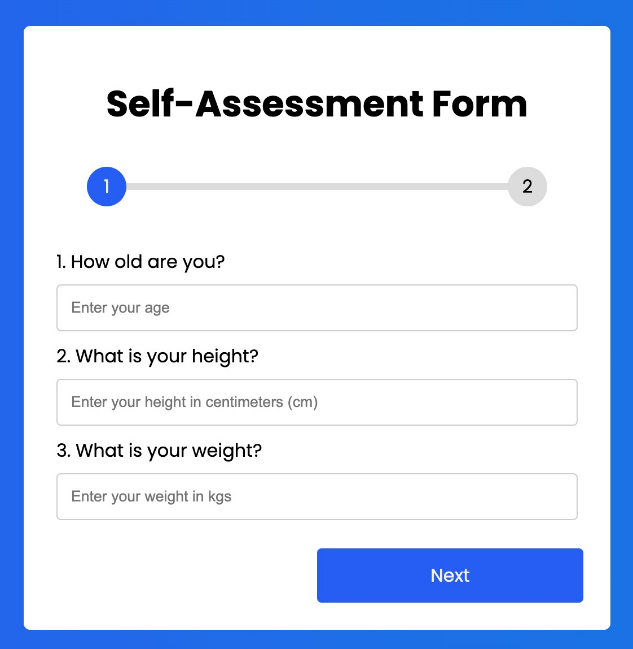 Self-Assessment Form
1 2
1. How old are you?
Enter your age
2. What is your height?
Enter your height in centimeters (cm)
3. What is your weight?
Enter your weight in kgs
Next